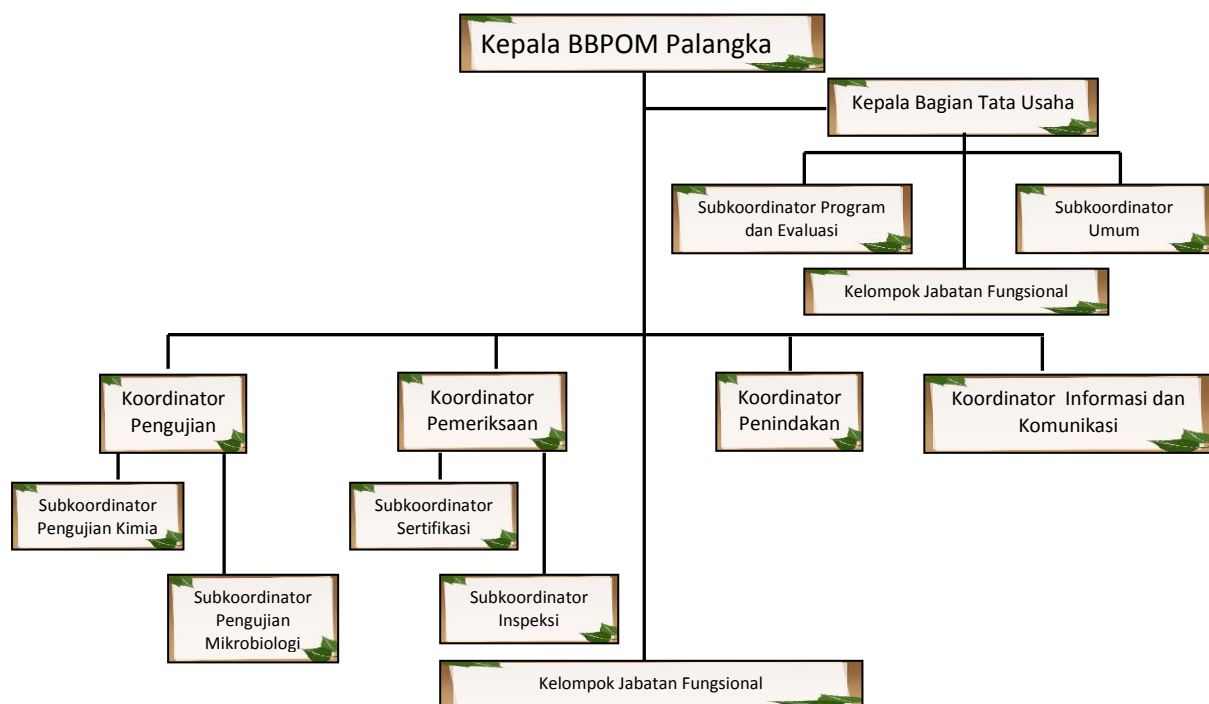 Kepala BBPOM Palangka
Kepala Bagian Tata Usaha
Subkoordinator Program
dan Evaluasi
Subkoordinator
Umum
Kelompok Jabatan Fungsional
Koordinator
Pengujian
Koordinator
Pemeriksaan
Koordinator
Penindakan
Koordinator Informasi dan
Komunikasi
Subkoordinator
Pengujian Kimia
Subkoordinator
Sertifikasi
Subkoordinator
Pengujian
Mikrobiologi
Subkoordinator
Inspeksi
Kelompok Jabatan Fungsional